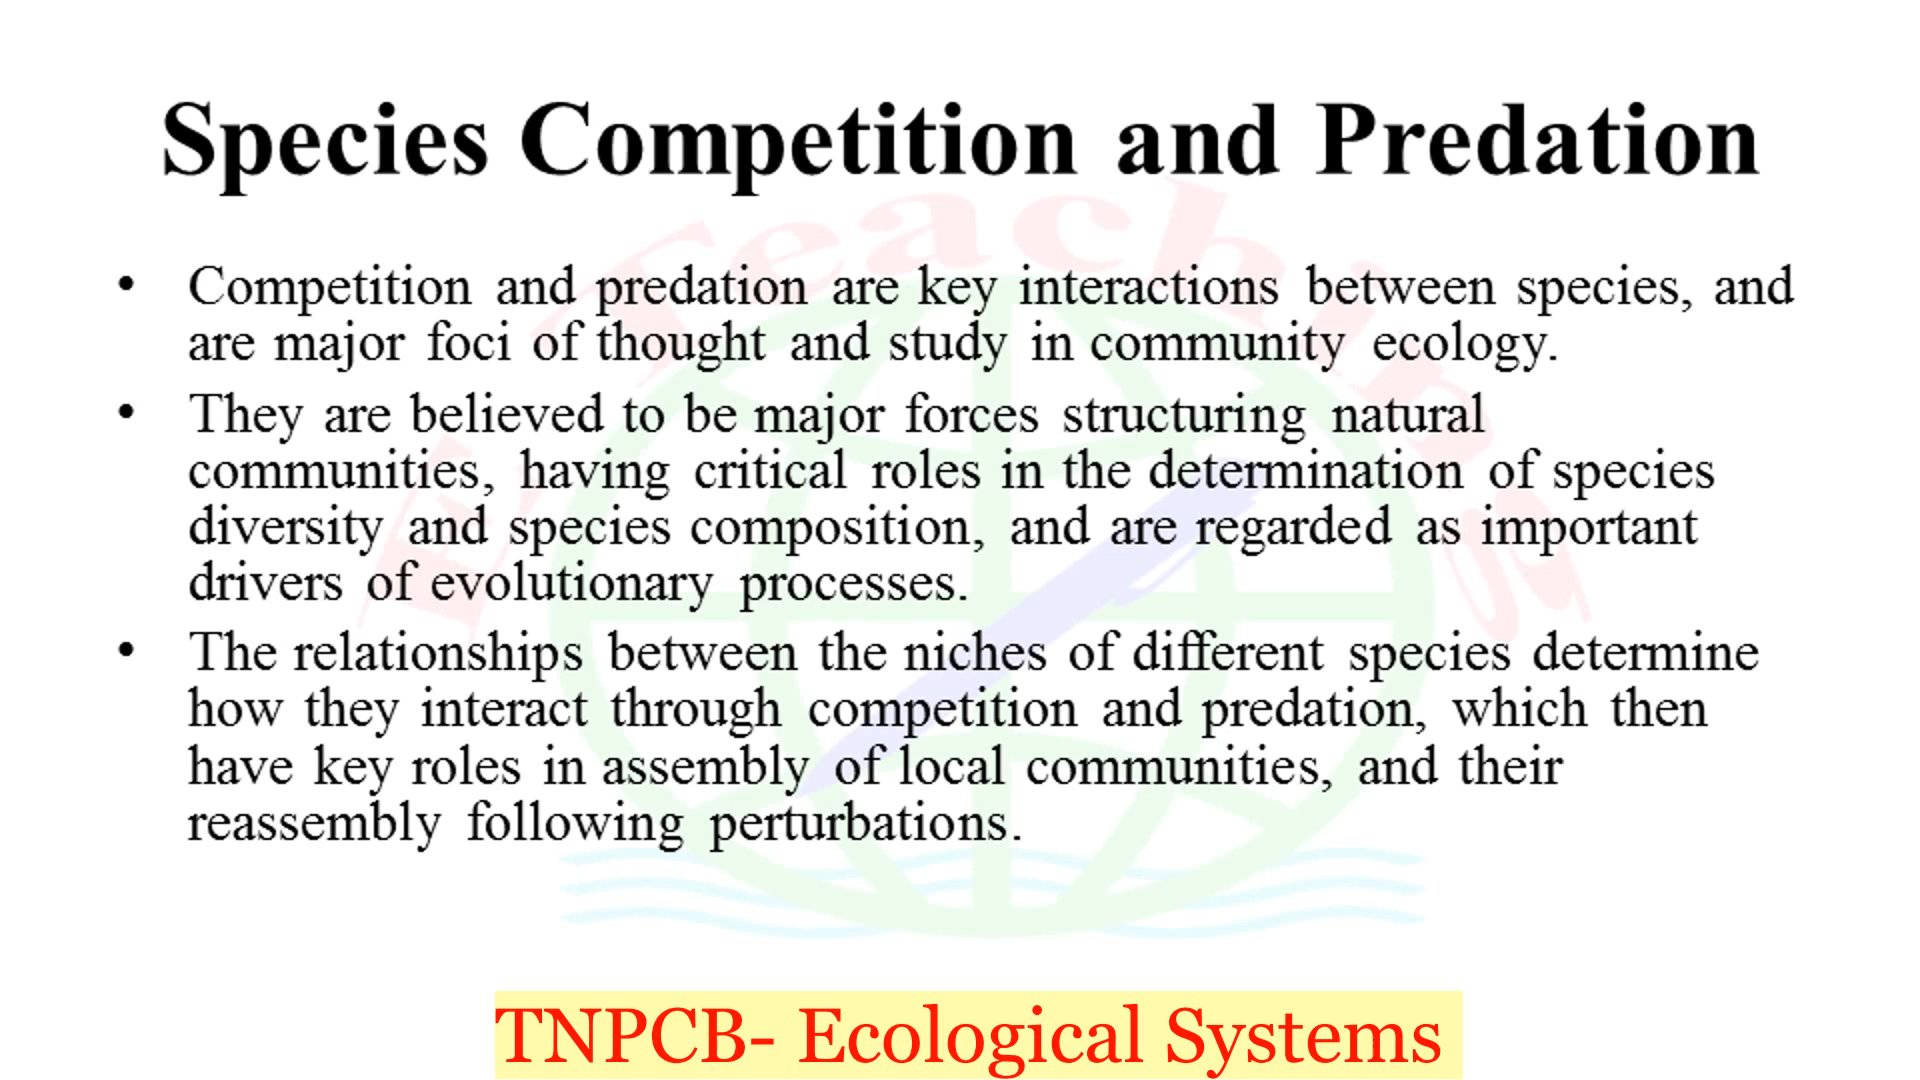 Species Competition and Predation
E Teaching
• Competition and predation are key interactions between species, and
are major foci of thought and study in community ecology.
• They are believed to be major forces structuring natural
communities, having critical roles in the determination of species
diversity and species composition, and are regarded as important
drivers of evolutionary processes.
• The relationships between the niches of different species determine
how they interact through competition and predation, which then
have key roles in assembly of local communities, and their
reassembly following perturbations.
TNPCB- Ecological Systems